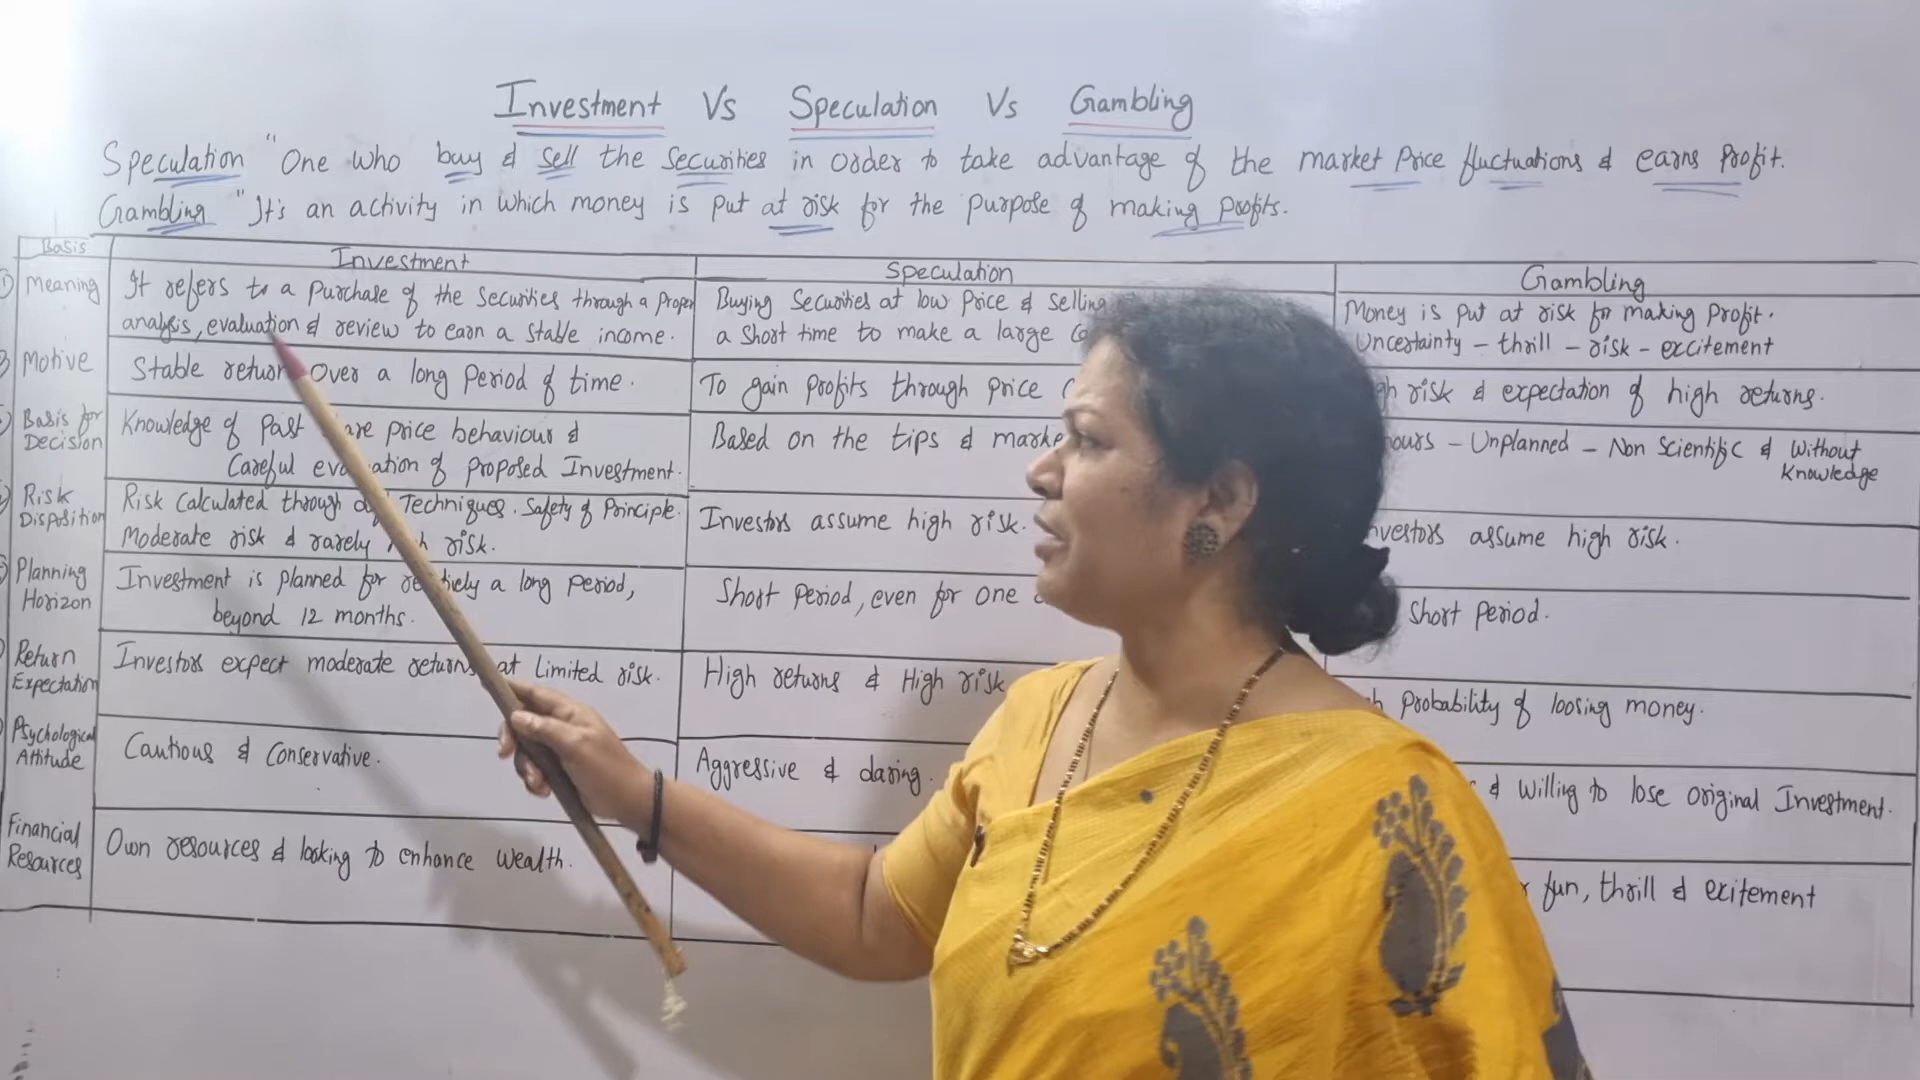 Investment Vs Speculation Vs Gambling
Speculation "One who buy & sell the securities in order to take advantage of the market Price fluctuations & earns Profit.
Gambling "It's an activity in which money is put at risk for the purpose of making profits.
Basis Investment Speculation Gambling
① Meaning
It refers to a Purchase of the Securities through a Proper
analysis, evaluation & review to earn a stable income.
Buying Securities at low Price & selling
a short time to make a large
Money is put at risk for making Profit.
Uncertainty - thrill - risk - excitement
Motive
Stable return over a long Period of time.
To gain profits through price
risk & expectation of high returns.
Basis for
Decision
Knowledge of Past price behaviour &
Careful evaluation of proposed Investment.
Based on the tips &
Unplanned - Non Scientific & Without
Knowledge
Risk
Disposition
Risk Calculated through Techniques. Safety of Principle.
Moderate risk & rarely risk.
Investors assume high risk.
assume high risk.
Planning
Horizon
Investment is planned for a long period,
beyond 12 months.
Short Period, even for one
Short Period.
Return
Expectation
Investors expect moderate returns at Limited risk.
High returns & High risk
Probability of loosing money.
Psychological
Attitude
Cautious & Conservative.
Aggressive & daring.
& Willing to lose original Investment.
Financial
Resources
Own resources & looking to enhance wealth.
fun, thrill & excitement